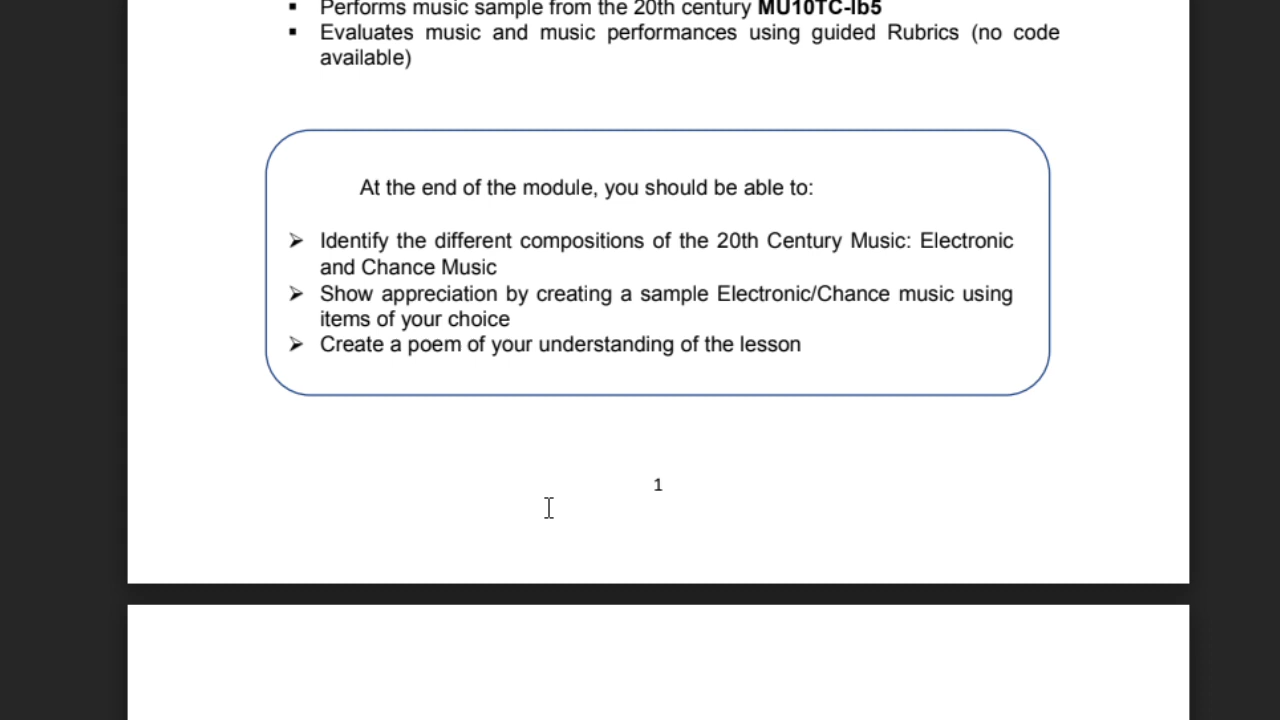 ▪ Performs music sample from the 20th century MU10TC-Ib5
▪ Evaluates music and music performances using guided Rubrics (no code
available)
At the end of the module, you should be able to:
➢ Identify the different compositions of the 20th Century Music: Electronic
and Chance Music
➢ Show appreciation by creating a sample Electronic/Chance music using
items of your choice
➢ Create a poem of your understanding of the lesson
1